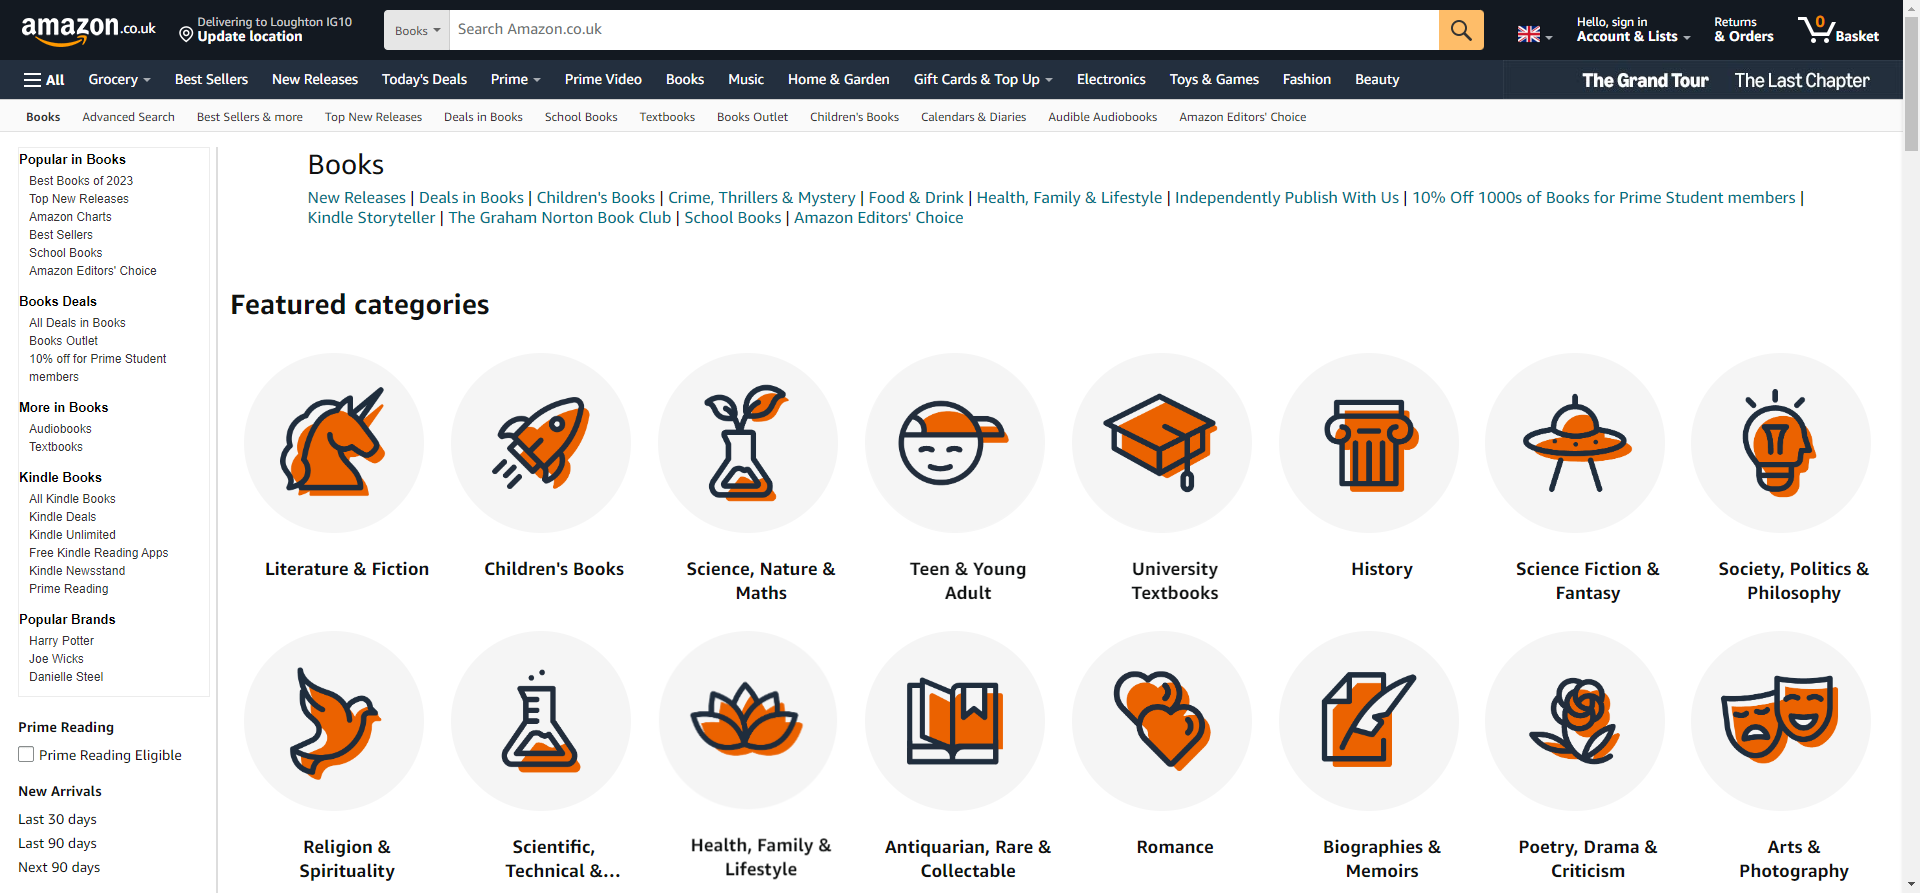 amazon.co.uk
Delivering to Loughton IG10
Update location
Books
Search Amazon.co.uk
Hello, sign in
Account & Lists
Returns
& Orders
0
Basket
All
Grocery
Best Sellers
New Releases
Today's Deals
Prime
Prime Video
Books
Music
Home & Garden
Gift Cards & Top Up
Electronics
Toys & Games
Fashion
Beauty
The Grand Tour The Last Chapter
Books
Advanced Search
Best Sellers & more
Top New Releases
Deals in Books
School Books
Textbooks
Books Outlet
Children's Books
Calendars & Diaries
Audible Audiobooks
Amazon Editors' Choice
Popular in Books
Best Books of 2023
Top New Releases
Amazon Charts
Best Sellers
School Books
Amazon Editors' Choice
Books Deals
All Deals in Books
Books Outlet
10% off for Prime Student
members
More in Books
Audiobooks
Textbooks
Kindle Books
All Kindle Books
Kindle Deals
Kindle Unlimited
Free Kindle Reading Apps
Kindle Newsstand
Prime Reading
Popular Brands
Harry Potter
Joe Wicks
Danielle Steel
Prime Reading
Prime Reading Eligible
New Arrivals
Last 30 days
Last 90 days
Next 90 days
Books
New Releases | Deals in Books | Children's Books | Crime, Thrillers & Mystery | Food & Drink | Health, Family & Lifestyle | Independently Publish With Us | 10% Off 1000s of Books for Prime Student members |
Kindle Storyteller | The Graham Norton Book Club | School Books | Amazon Editors' Choice
Featured categories
Literature & Fiction
Children's Books
Science, Nature &
Maths
Teen & Young
Adult
University
Textbooks
History
Science Fiction &
Fantasy
Society, Politics &
Philosophy
Religion &
Spirituality
Scientific,
Technical &...
Health, Family &
Lifestyle
Antiquarian, Rare &
Collectable
Romance
Biographies &
Memoirs
Poetry, Drama &
Criticism
Arts &
Photography